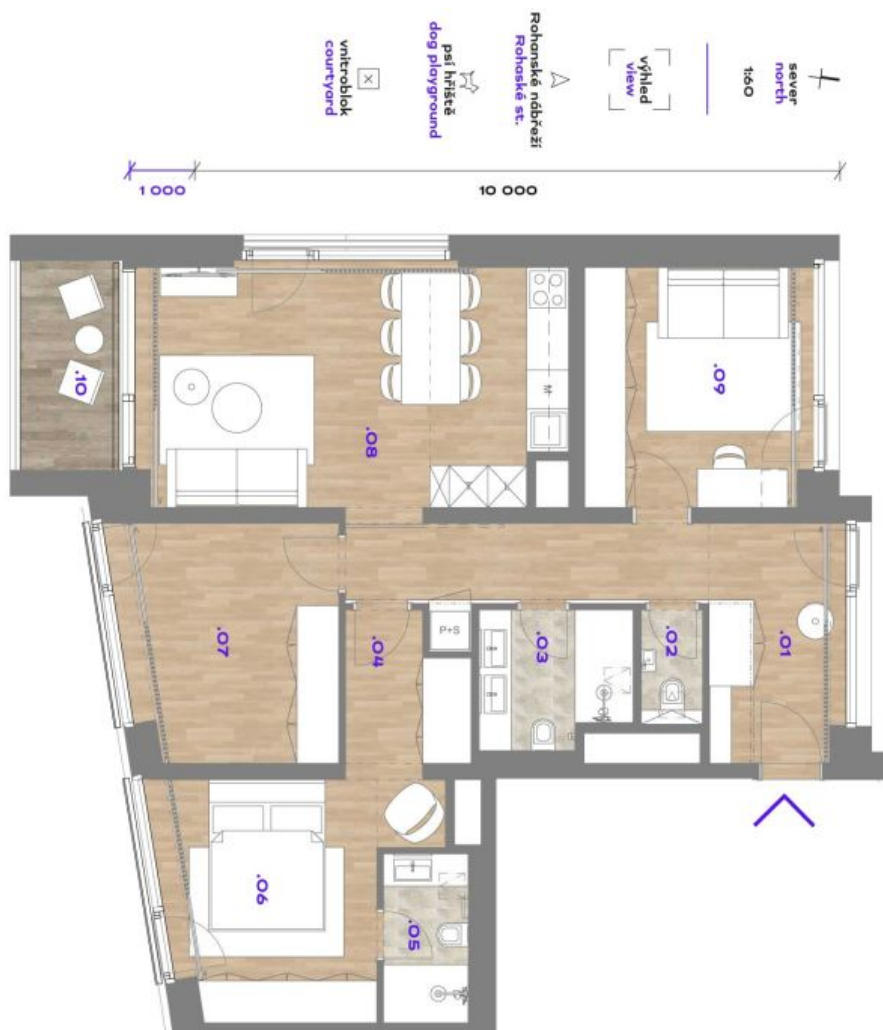 sever
north
1:60
výhled
view
Rohanské nábřeží
Rohaské st.
psí hřiště
dog playground
vnitroblok
courtyard
1 000
10 000
.10
.08
M
.09
.07
.04
P+S
.03
.02
.01
.06
.05